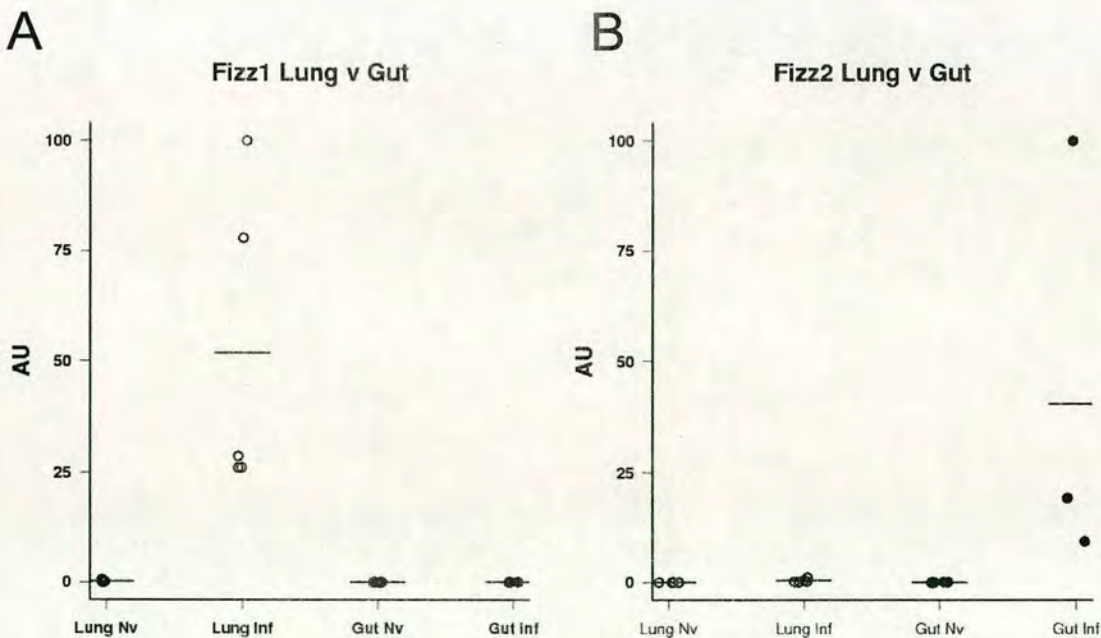 A
Fizz1 Lung v Gut
100
75
50
25
0
AU
Lung Nv
Lung Inf
Gut Nv
Gut Inf
B
Fizz2 Lung v Gut
100
75
50
25
0
AU
Lung Nv
Lung Inf
Gut Nv
Gut Inf